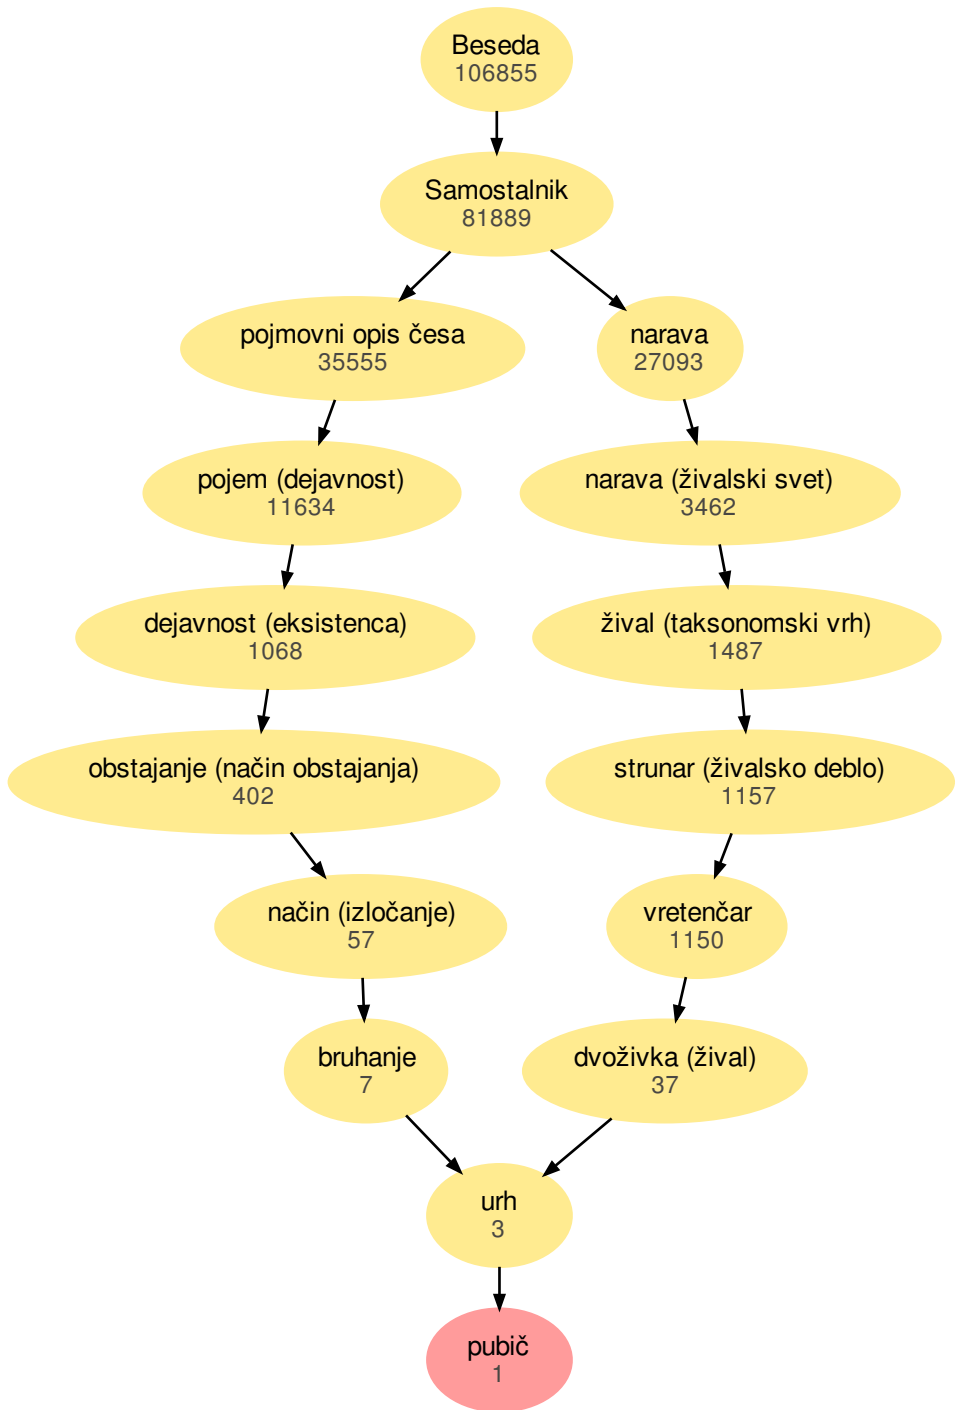 Beseda
106855
Samostalnik
81889
pojmovni opis česa
35555
narava
27093
pojem (dejavnost)
11634
narava (živalski svet)
3462
dejavnost (eksistenca)
1068
žival (taksonomski vrh)
1487
obstajanje (način obstajanja)
402
strunar (živalsko deblo)
1157
način (izločanje)
57
vretenčar
1150
bruhanje
7
dvoživka (žival)
37
urh
3
pubič
1